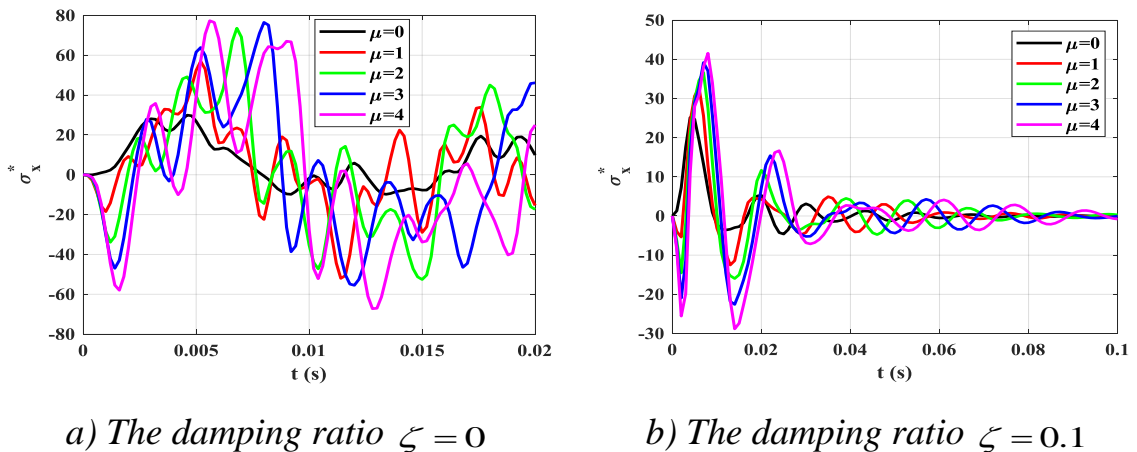 80
60
40
20
0
-20
-40
-60
-80
σ*x
0
0.005
0.01
0.015
0.02
t (s)
μ=0
μ=1
μ=2
μ=3
μ=4
a) The damping ratio ζ = 0
50
40
30
20
10
0
-10
-20
-30
σ*x
0
0.02
0.04
0.06
0.08
0.1
t (s)
μ=0
μ=1
μ=2
μ=3
μ=4
b) The damping ratio ζ = 0.1